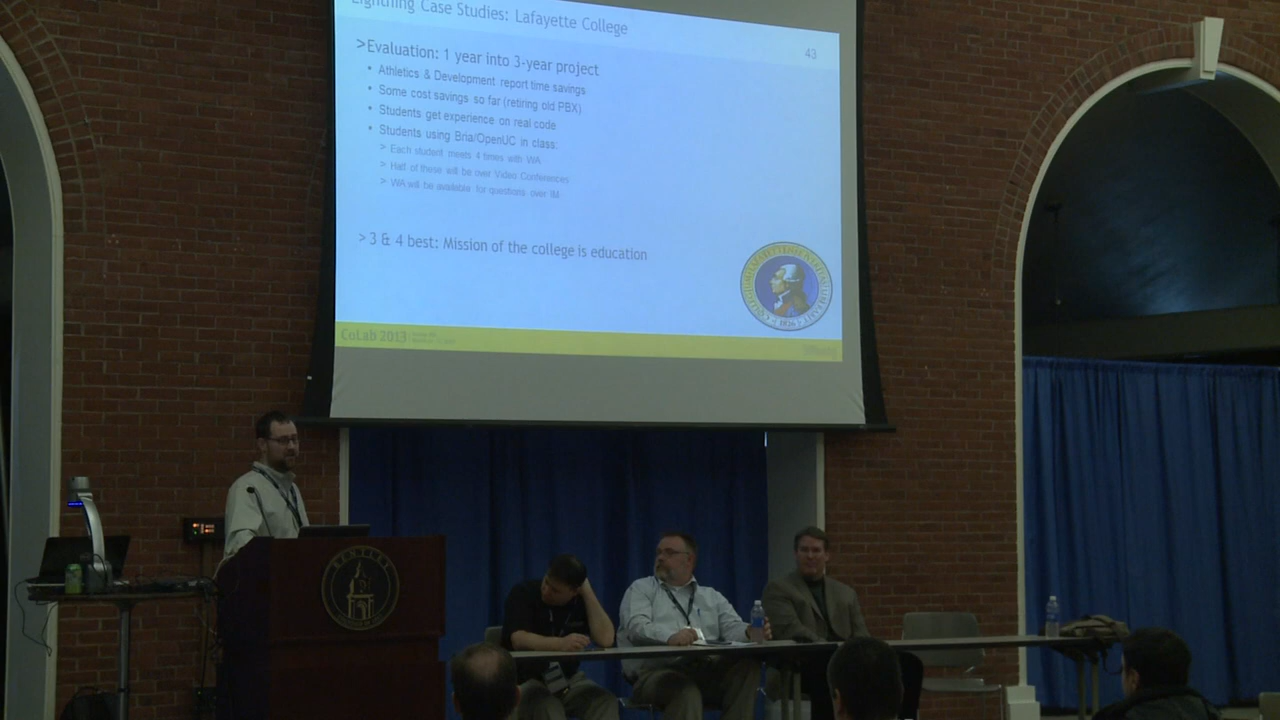 Lightning Case Studies: Lafayette College
43
>Evaluation: 1 year into 3-year project
• Athletics & Development report time savings
• Some cost savings so far (retiring old PBX)
• Students get experience on real code
• Students using Bria/OpenUC in class:
> Each student meets 4 times with WA
> Half of these will be over Video Conferences
> WA will be available for questions over IM
>3 & 4 best: Mission of the college is education
CoLab 2013
BENTLEY